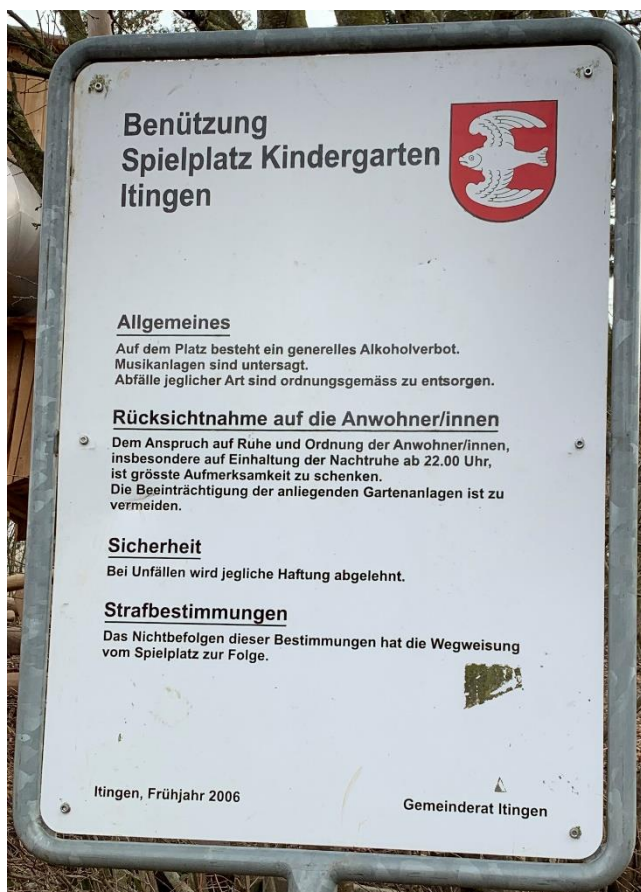 Benützung
Spielplatz Kindergarten
Itingen
Allgemeines
Auf dem Platz besteht ein generelles Alkoholverbot.
Musikanlagen sind untersagt.
Abfälle jeglicher Art sind ordnungsgemäss zu entsorgen.
Rücksichtnahme auf die Anwohner/innen
Dem Anspruch auf Ruhe und Ordnung der Anwohner/innen,
insbesondere auf Einhaltung der Nachtruhe ab 22.00 Uhr,
ist grösste Aufmerksamkeit zu schenken.
Die Beeinträchtigung der anliegenden Gartenanlagen ist zu
vermeiden.
Sicherheit
Bei Unfällen wird jegliche Haftung abgelehnt.
Strafbestimmungen
Das Nichtbefolgen dieser Bestimmungen hat die Wegweisung
vom Spielplatz zur Folge.
Itingen, Frühjahr 2006
Gemeinderat Itingen